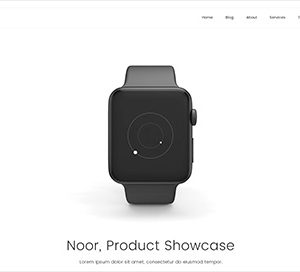 Home Blog About Services
Noor, Product Showcase
Lorem ipsum dolor sit amet, consectetur do eiusmod tempor.